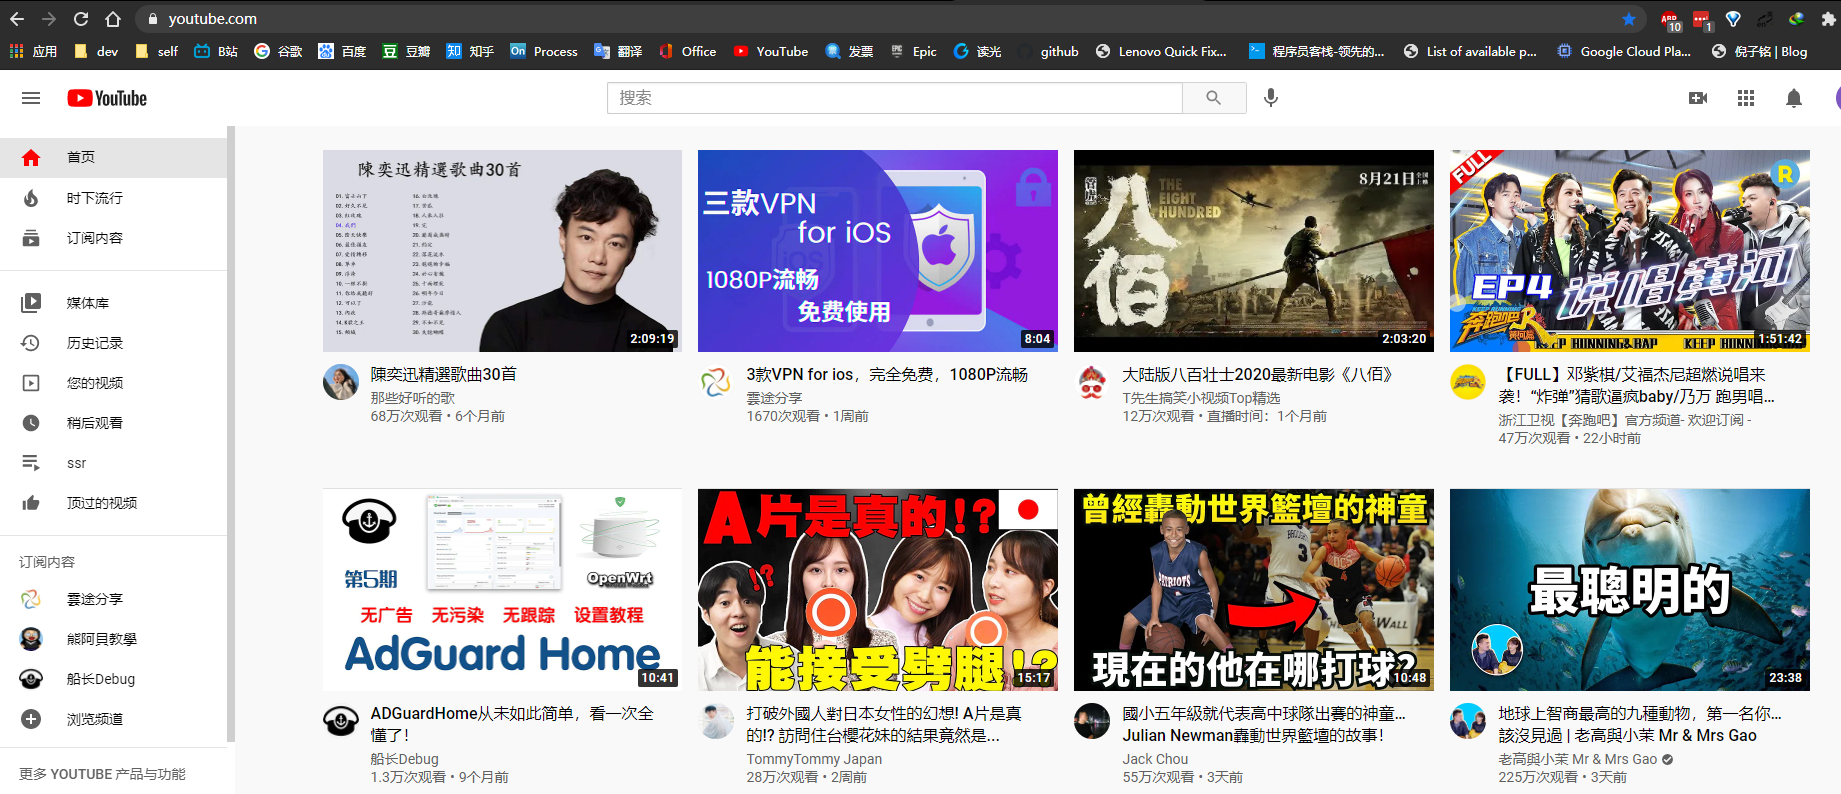 youtube.com
10
1
应用 dev self B站 谷歌 百度 豆瓣 知乎 Process 翻译 Office YouTube 发票 Epic 读光 github Lenovo Quick Fix... 程序员客栈-领先的... List of available p... Google Cloud Pla... 倪子铭 | Blog
YouTube
搜索
首页
时下流行
订阅内容
媒体库
历史记录
您的视频
稍后观看
ssr
顶过的视频
订阅内容
雲途分享
熊阿貝教學
船长Debug
浏览频道
更多 YOUTUBE 产品与功能
陳奕迅精選歌曲30首
2:09:19
陳奕迅精選歌曲30首
那些好听的歌
68万次观看 • 6个月前
三款VPN
for iOS
1080P流畅
免费使用
8:04
3款VPN for ios，完全免费，1080P流畅
雲途分享
1670次观看 • 1周前
八佰
THE
EIGHT
HUNDRED
8月21日全国上映
2:03:20
大陆版八百壮士2020最新电影《八佰》
T先生搞笑小视频Top精选
12万次观看 • 直播时间：1个月前
FULL
R
EP4
说唱黄河
奔跑吧
黄河篇
KEEP RUNNING&RAP KEEP RUNNING&RAP
1:51:42
【FULL】邓紫棋/艾福杰尼超燃说唱来
袭！“炸弹”猜歌逼疯baby/乃万 跑男唱...
浙江卫视【奔跑吧】官方频道- 欢迎订阅 -
47万次观看 • 22小时前
第5期
OpenWrt
无广告 无污染 无跟踪 设置教程
AdGuard Home
10:41
ADGuardHome从未如此简单，看一次全
懂了！
船长Debug
1.3万次观看 • 9个月前
A片是真的!?
!?
能接受劈腿!?
15:17
打破外國人對日本女性的幻想! A片是真
的!? 訪問住台櫻花妹的結果竟然是...
TommyTommy Japan
28万次观看 • 2周前
曾經轟動世界籃壇的神童
PATRIOTS
3
DCS
4
現在的他在哪打球?
10:48
國小五年級就代表高中球隊出賽的神童...
Julian Newman轟動世界籃壇的故事!
Jack Chou
55万次观看 • 3天前
最聰明的
23:38
地球上智商最高的九種動物，第一名你...
該沒見過 | 老高與小茉 Mr & Mrs Gao
老高與小茉 Mr & Mrs Gao
225万次观看 • 3天前